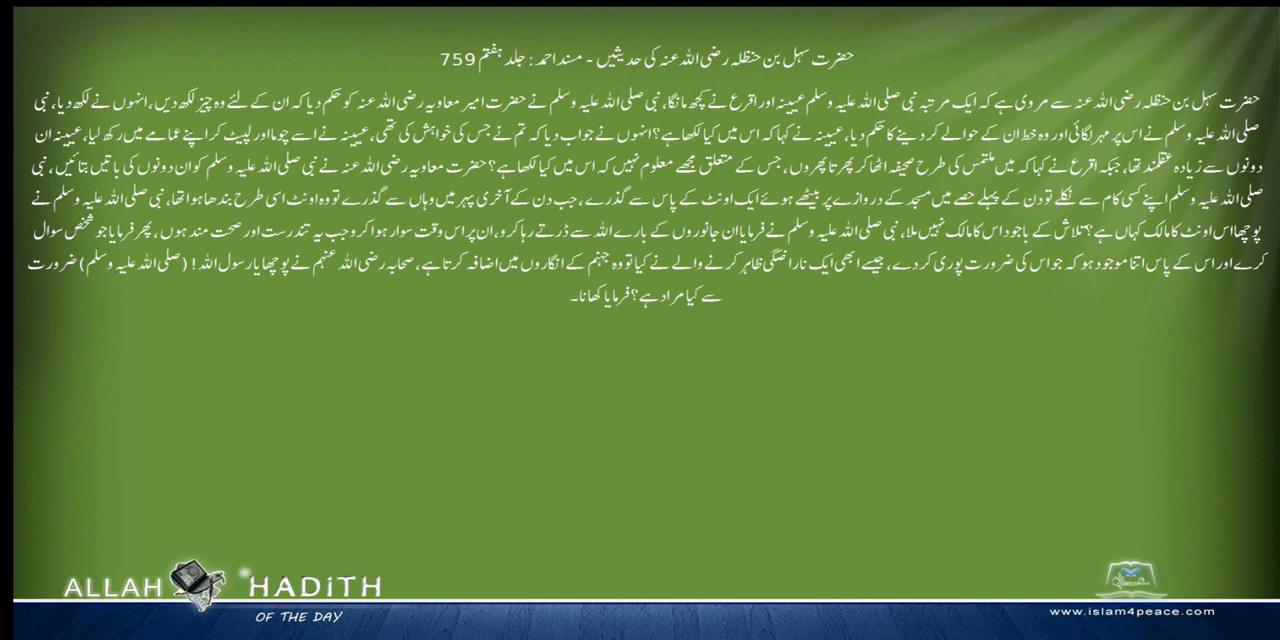 حضرت سہل بن حنظلہ رضی اللہ عنہ کی حدیثیں - مسند احمد : جلد ہفتم 759
حضرت سہل بن حنظلہ رضی اللہ عنہ سے مروی ہے کہ ایک مرتبہ نبی صلی اللہ علیہ وسلم عیینہ اور اقرع نے کچھ مانگا، نبی صلی اللہ علیہ وسلم نے حضرت امیر معاویہ رضی اللہ عنہ کو حکم دیا کہ ان کے لئے وہ چیز لکھ دیں، انہوں نے لکھ دیا، نبی
صلی اللہ علیہ وسلم نے اس پر مہر لگائی اور وہ خط ان کے حوالے کر دینے کا حکم دیا، عیینہ نے کہا کہ اس میں کیا لکھا ہے؟ انہوں نے جواب دیا کہ تم نے جس کی خواہش کی تھی، عیینہ نے اسے چوما اور لپیٹ کر اپنے عمامے میں رکھ لیا، عیینہ ان
دونوں سے زیادہ عقلمند تھا، جبکہ اقرع نے کہا کہ میں ملتمس کی طرح صحیفہ اٹھا کر پھرتا پھروں، جس کے متعلق مجھے معلوم نہیں کہ اس میں کیا لکھا ہے؟ حضرت معاویہ رضی اللہ عنہ نے نبی صلی اللہ علیہ وسلم کو ان دونوں کی باتیں بتائیں، نبی
صلی اللہ علیہ وسلم اپنے کسی کام سے نکلے تو دن کے پہلے حصے میں مسجد کے دروازے پر بیٹھے ہوئے ایک اونٹ کے پاس سے گذرے، جب دن کے آخری پہر میں وہاں سے گذرے تو وہ اونٹ اسی طرح بندھا ہوا تھا، نبی صلی اللہ علیہ وسلم نے
پوچھا اس اونٹ کا مالک کہاں ہے؟ تلاش کے باجود اس کا مالک نہیں ملا، نبی صلی اللہ علیہ وسلم نے فرمایا ان جانوروں کے بارے اللہ سے ڈرتے رہا کرو، ان پر اس وقت سوار ہوا کرو جب یہ تندرست اور صحت مند ہوں، پھر فرمایا جو شخص سوال
کرے اور اس کے پاس اتنا موجود ہو کہ جو اس کی ضرورت پوری کر دے، جیسے ابھی ایک ناراضگی ظاہر کرنے والے نے کیا تو وہ جہنم کے انگاروں میں اضافہ کرتا ہے، صحابہ رضی اللہ عنہم نے پوچھا یا رسول اللہ! (صلی اللہ علیہ وسلم) ضرورت
سے کیا مراد ہے؟ فرمایا کھانا۔
ALLAH HADITH
OF THE DAY
www.islam4peace.com